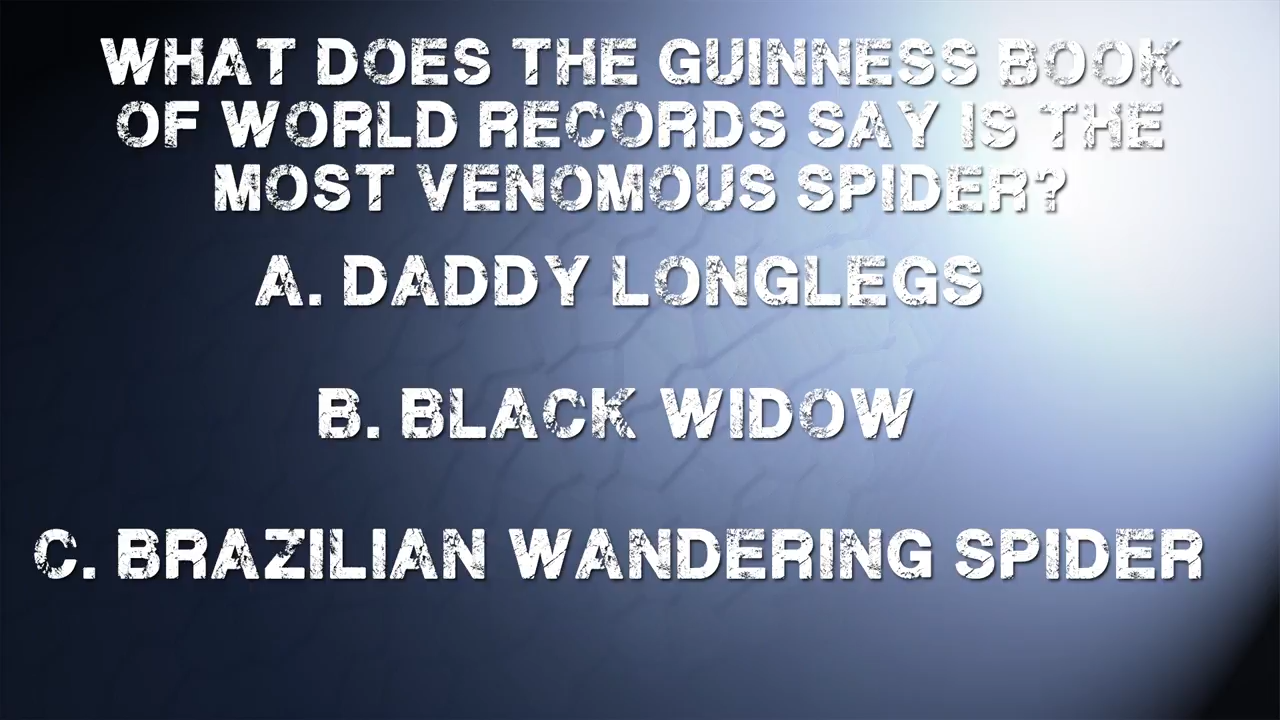 WHAT DOES THE GUINNESS BOOK
OF WORLD RECORDS SAY IS THE
MOST VENOMOUS SPIDER?
A. DADDY LONGLEGS
B. BLACK WIDOW
C. BRAZILIAN WANDERING SPIDER